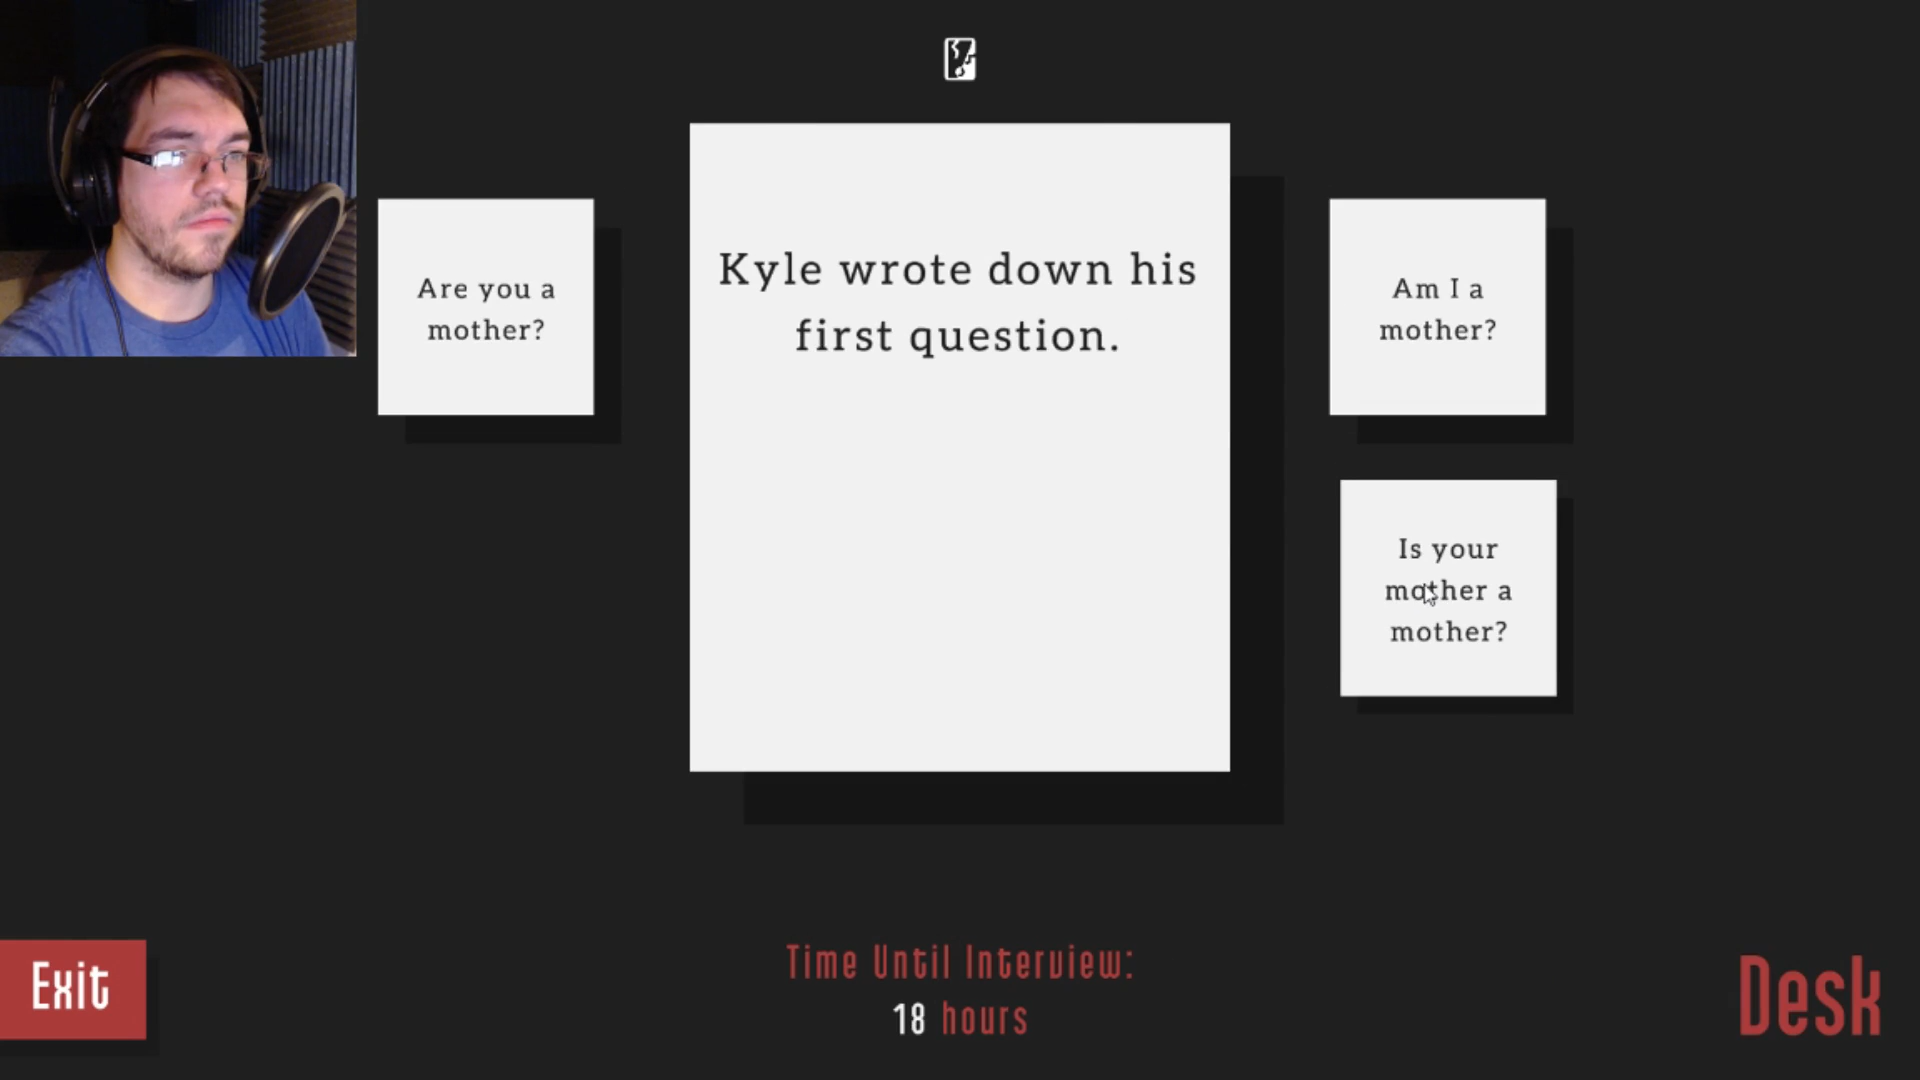 Kyle wrote down his
first question.
Are you a
mother?
Am I a
mother?
Is your
mother a
mother?
Exit
Time Until Interview:
18 hours
Desk